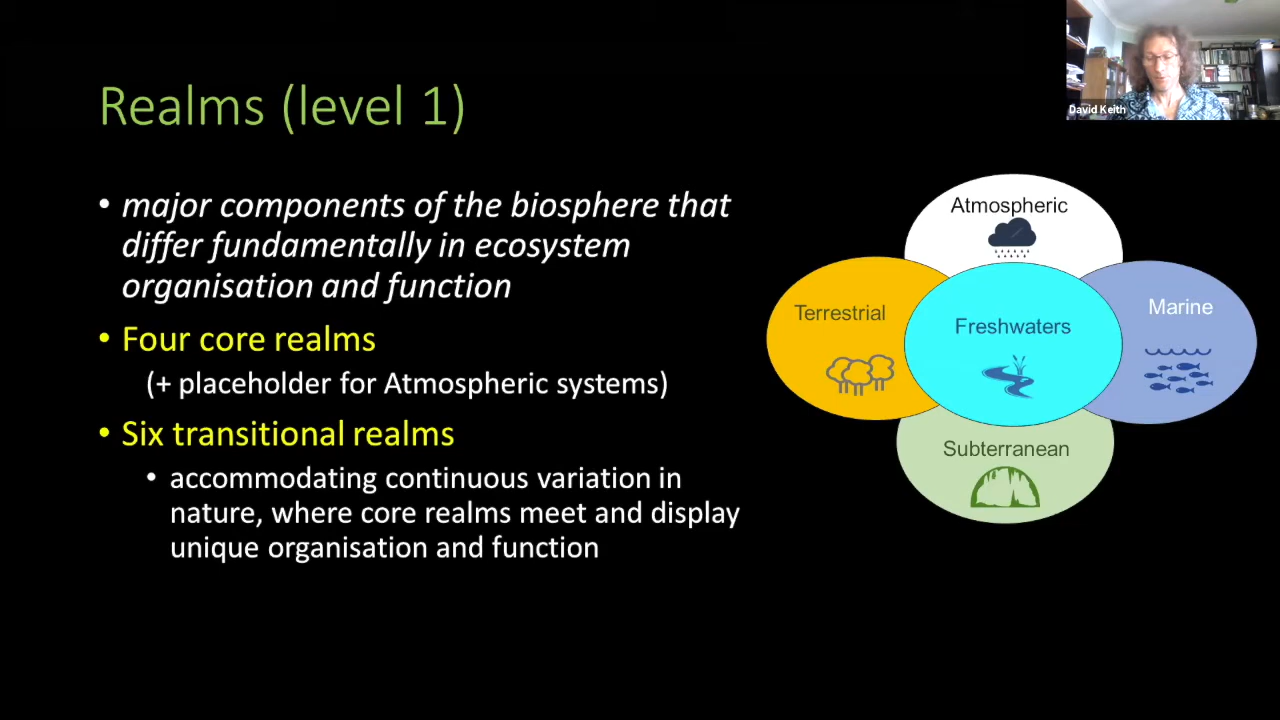 Realms (level 1)
• major components of the biosphere that
differ fundamentally in ecosystem
organisation and function
• Four core realms
(+ placeholder for Atmospheric systems)
• Six transitional realms
• accommodating continuous variation in
nature, where core realms meet and display
unique organisation and function
David Keith
Atmospheric
Terrestrial
Freshwaters
Marine
Subterranean